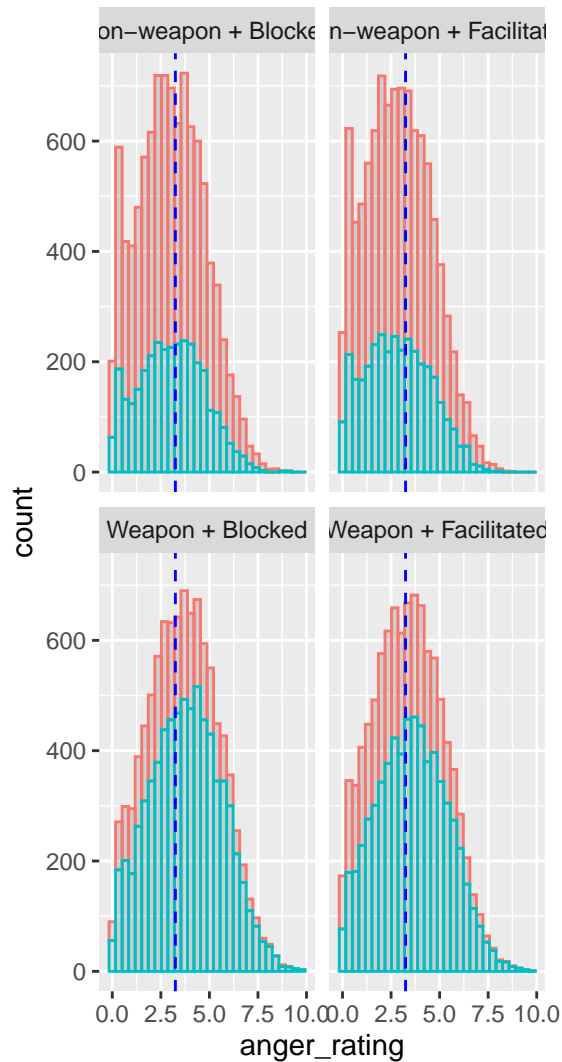 on−weapon + Blocke
n−weapon + Facilitat
600
400
200
0
Weapon + Blocked
Weapon + Facilitated
600
400
200
0
count
0.0 2.5 5.0 7.5 10.0 0.0 2.5 5.0 7.5 10.0
anger_rating